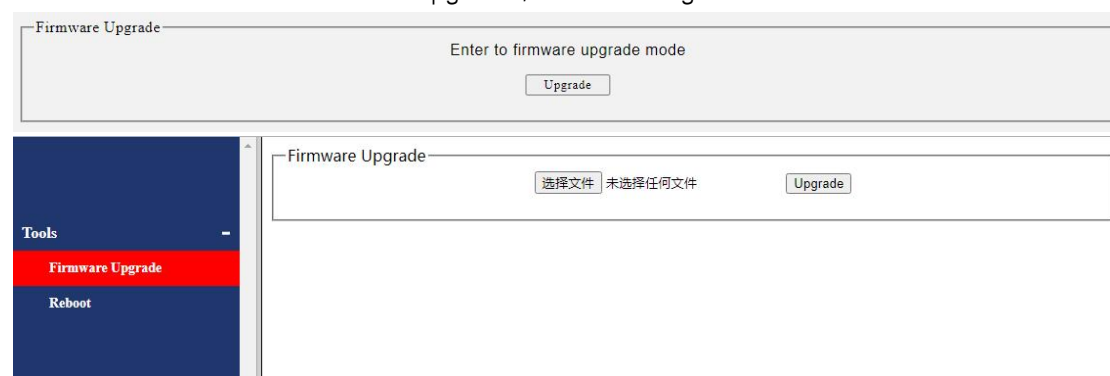 Firmware Upgrade
Enter to firmware upgrade mode
Upgrade
Firmware Upgrade
选择文件 未选择任何文件 Upgrade
Tools
Firmware Upgrade
Reboot